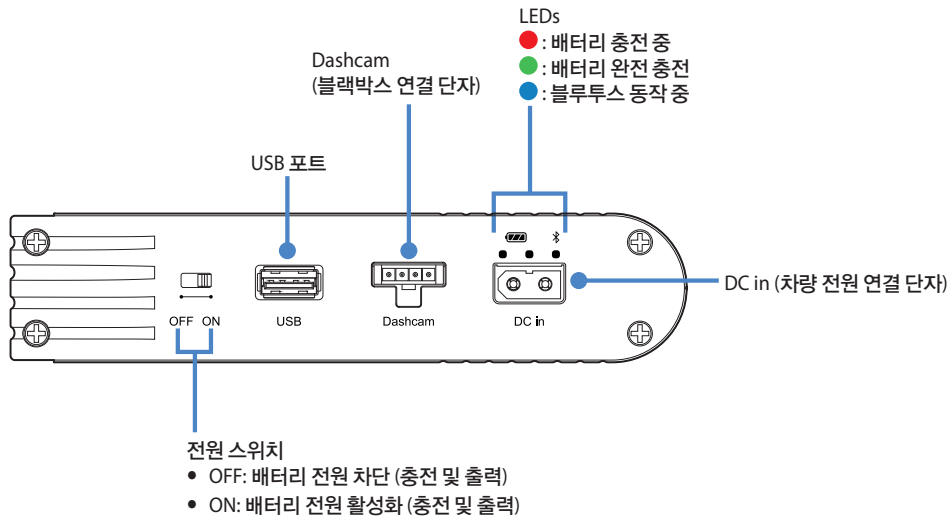 LEDs
: 배터리 충전 중
: 배터리 완전 충전
: 블루투스 동작 중
Dashcam
(블랙박스 연결 단자)
USB 포트
DC in (차량 전원 연결 단자)
OFF ON
USB
Dashcam
DC in
전원 스위치
• OFF: 배터리 전원 차단 (충전 및 출력)
• ON: 배터리 전원 활성화 (충전 및 출력)